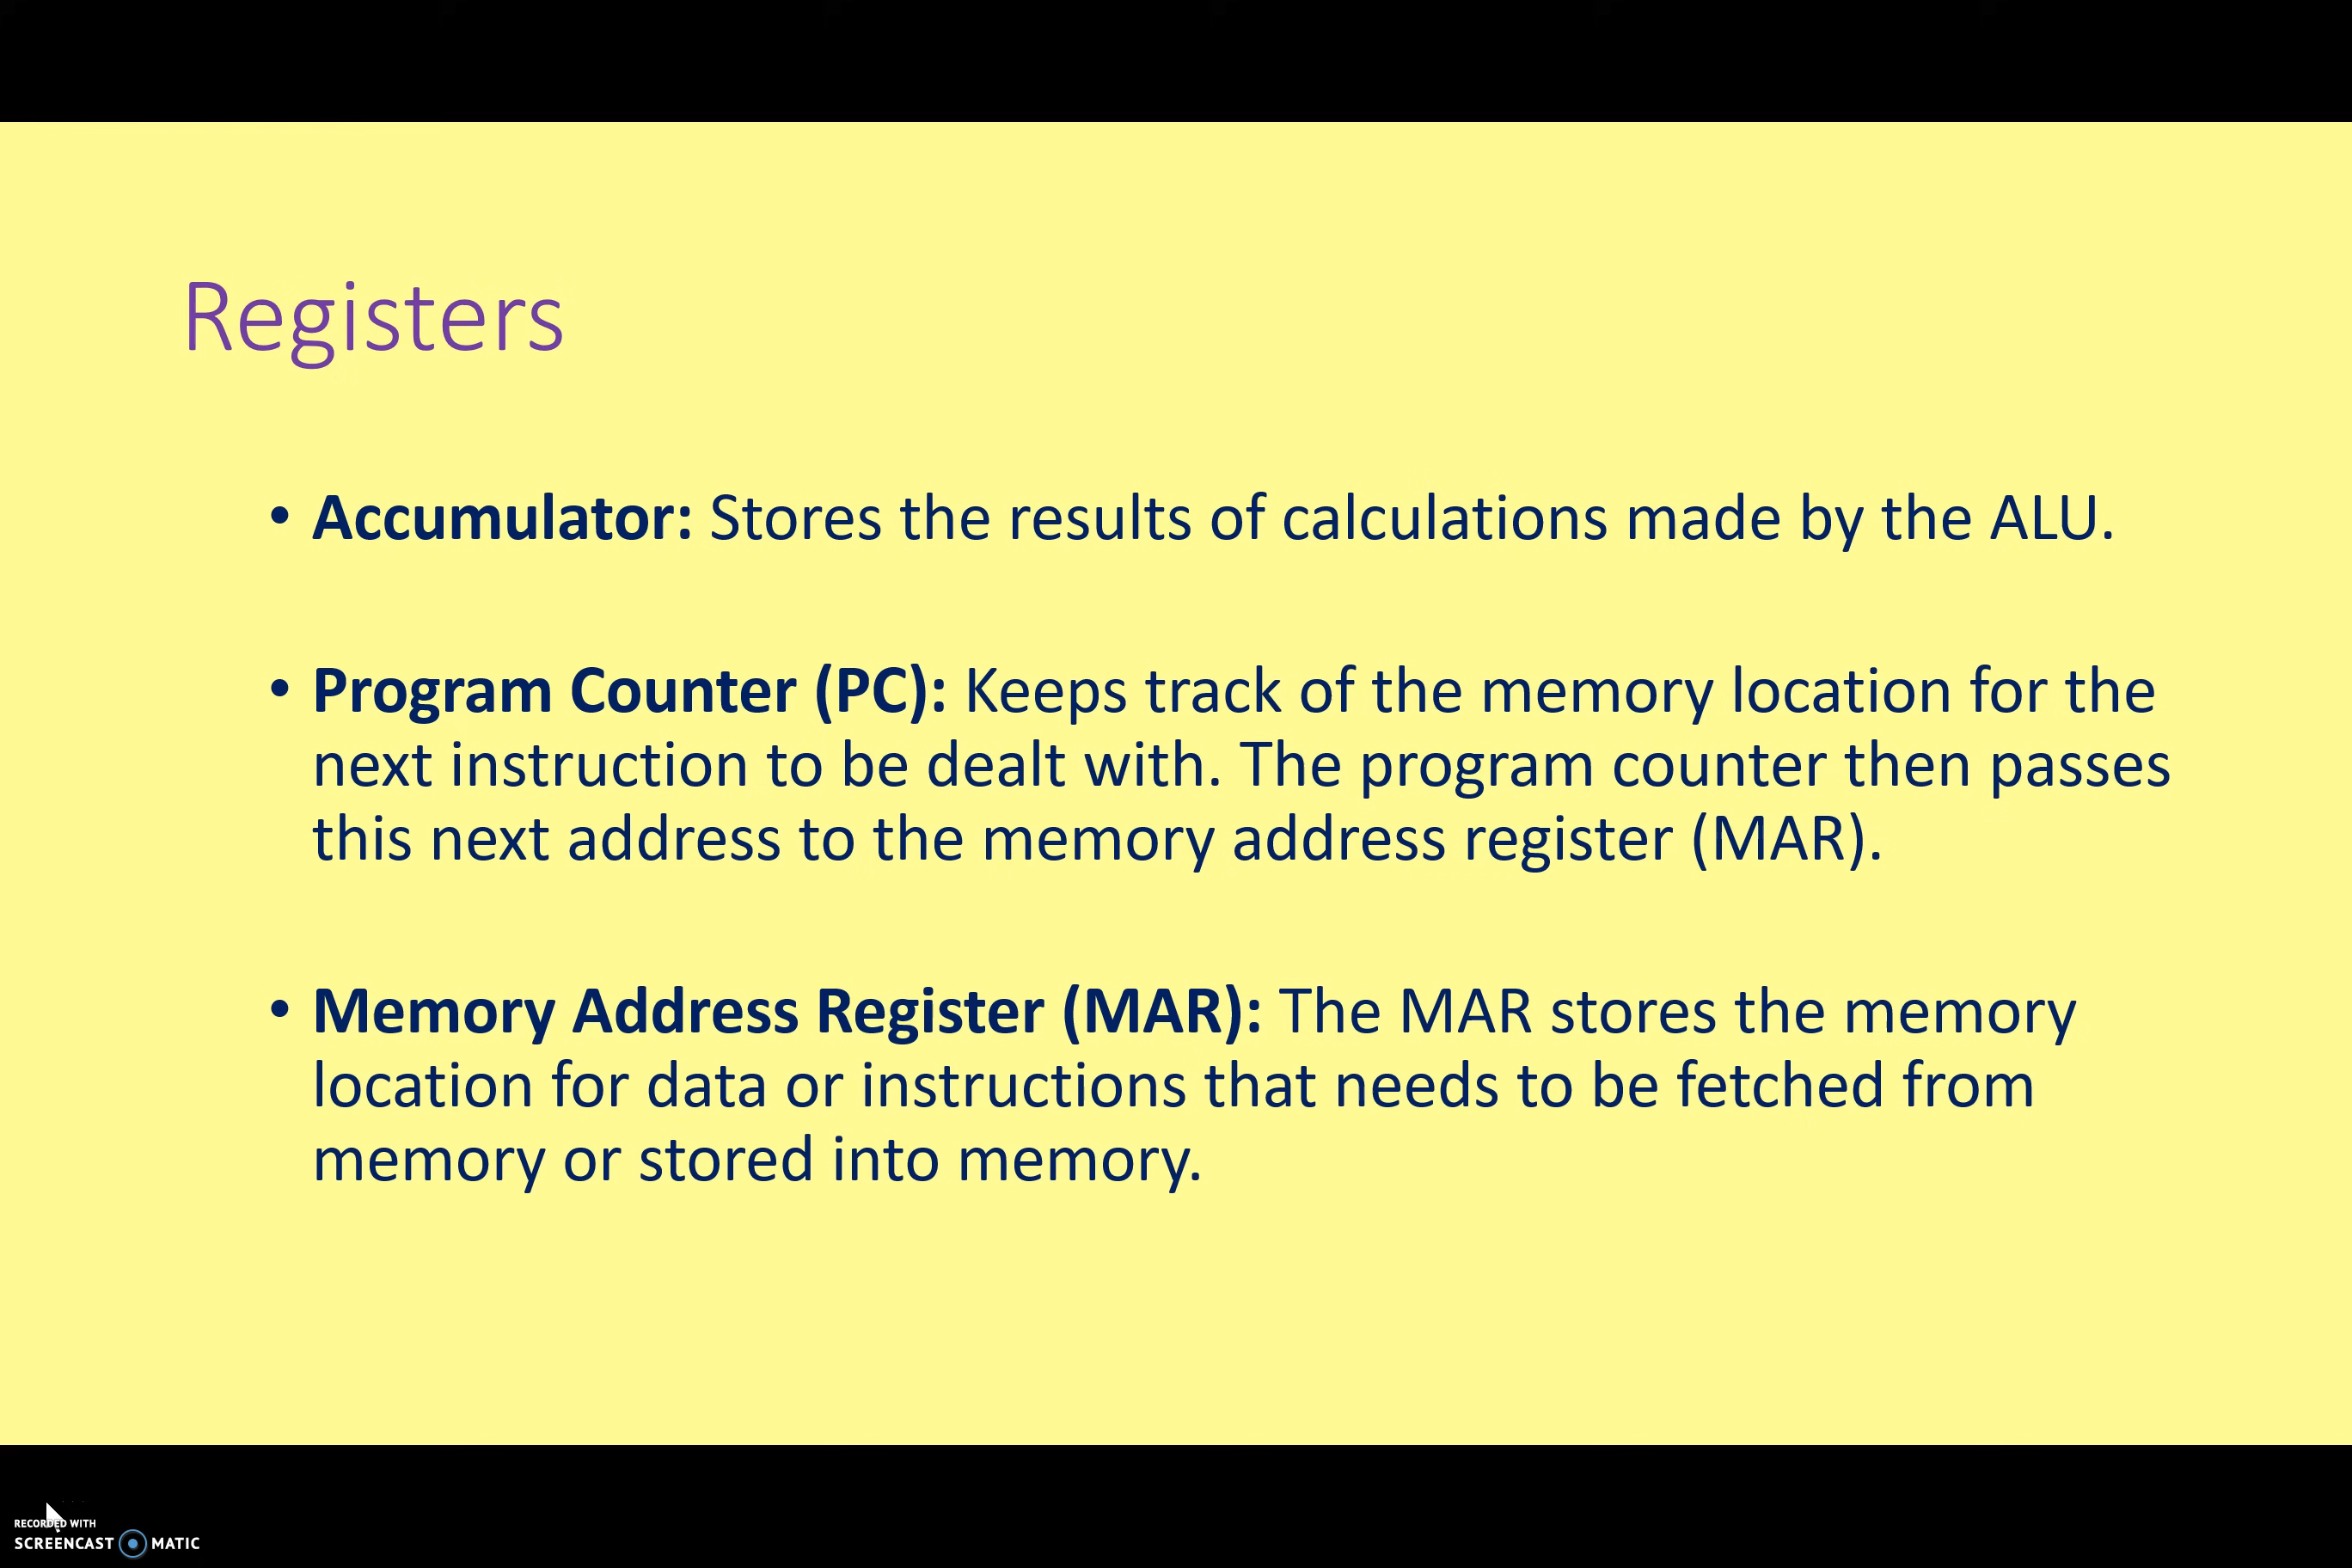 Registers
• Accumulator: Stores the results of calculations made by the ALU.
• Program Counter (PC): Keeps track of the memory location for the
next instruction to be dealt with. The program counter then passes
this next address to the memory address register (MAR).
• Memory Address Register (MAR): The MAR stores the memory
location for data or instructions that needs to be fetched from
memory or stored into memory.
RECORDED WITH
SCREENCAST MATIC